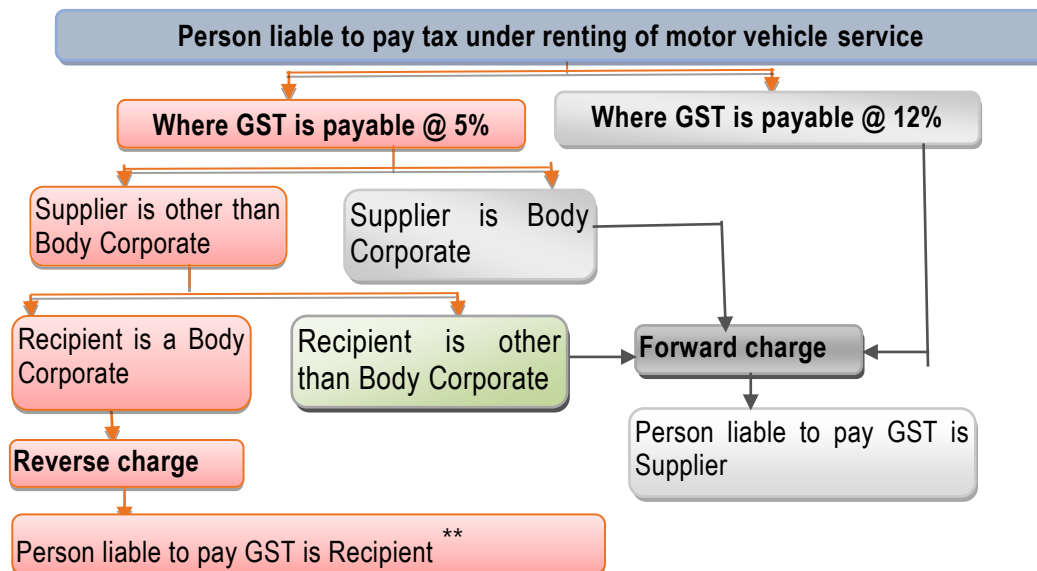 Person liable to pay tax under renting of motor vehicle service
Where GST is payable @ 5%
Where GST is payable @ 12%
Supplier is other than
Body Corporate
Supplier is Body
Corporate
Recipient is a Body
Corporate
Recipient is other
than Body Corporate
Forward charge
Person liable to pay GST is
Supplier
Reverse charge
Person liable to pay GST is Recipient **